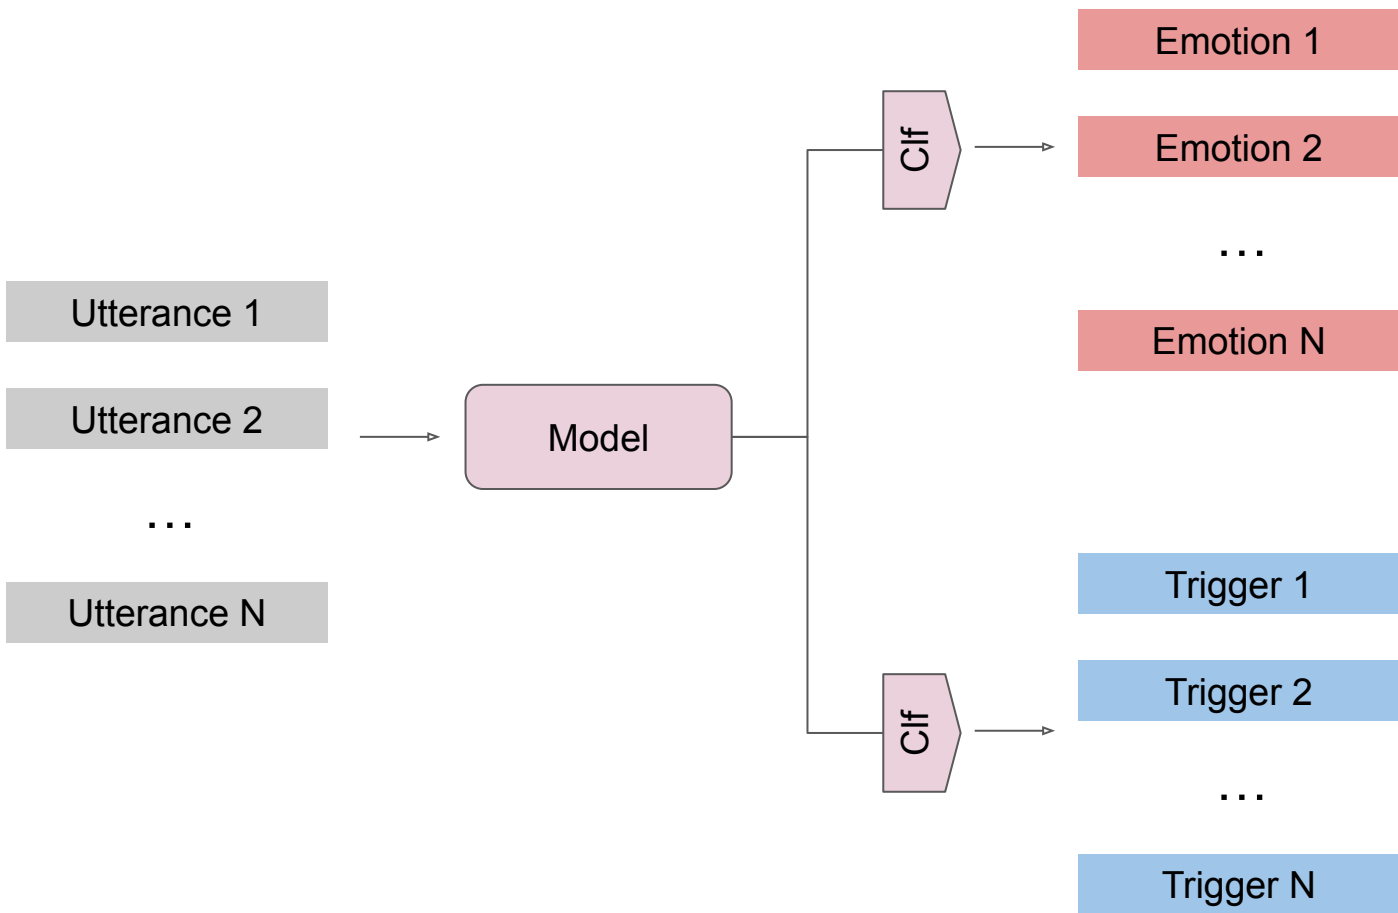 Utterance 1
Utterance 2
...
Utterance N
Model
Clf
Emotion 1
Emotion 2
...
Emotion N
Clf
Trigger 1
Trigger 2
...
Trigger N